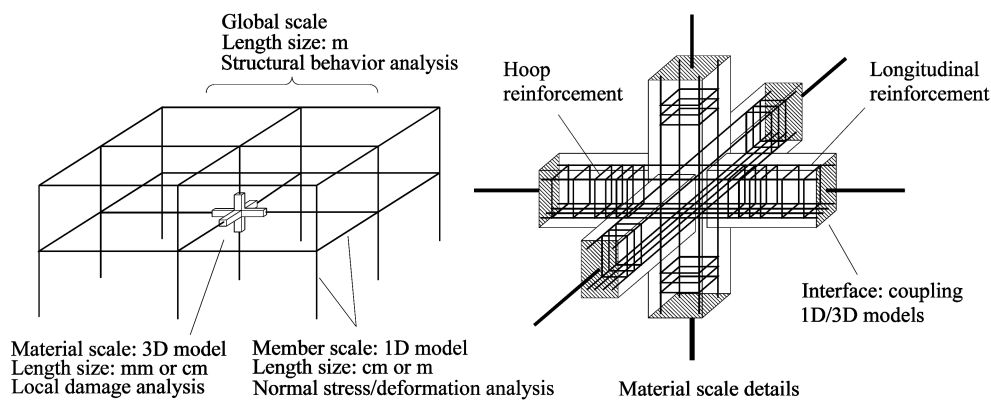 Global scale
Length size: m
Structural behavior analysis
Material scale: 3D model
Length size: mm or cm
Local damage analysis
Member scale: 1D model
Length size: cm or m
Normal stress/deformation analysis
Hoop
reinforcement
Longitudinal
reinforcement
Interface: coupling
1D/3D models
Material scale details